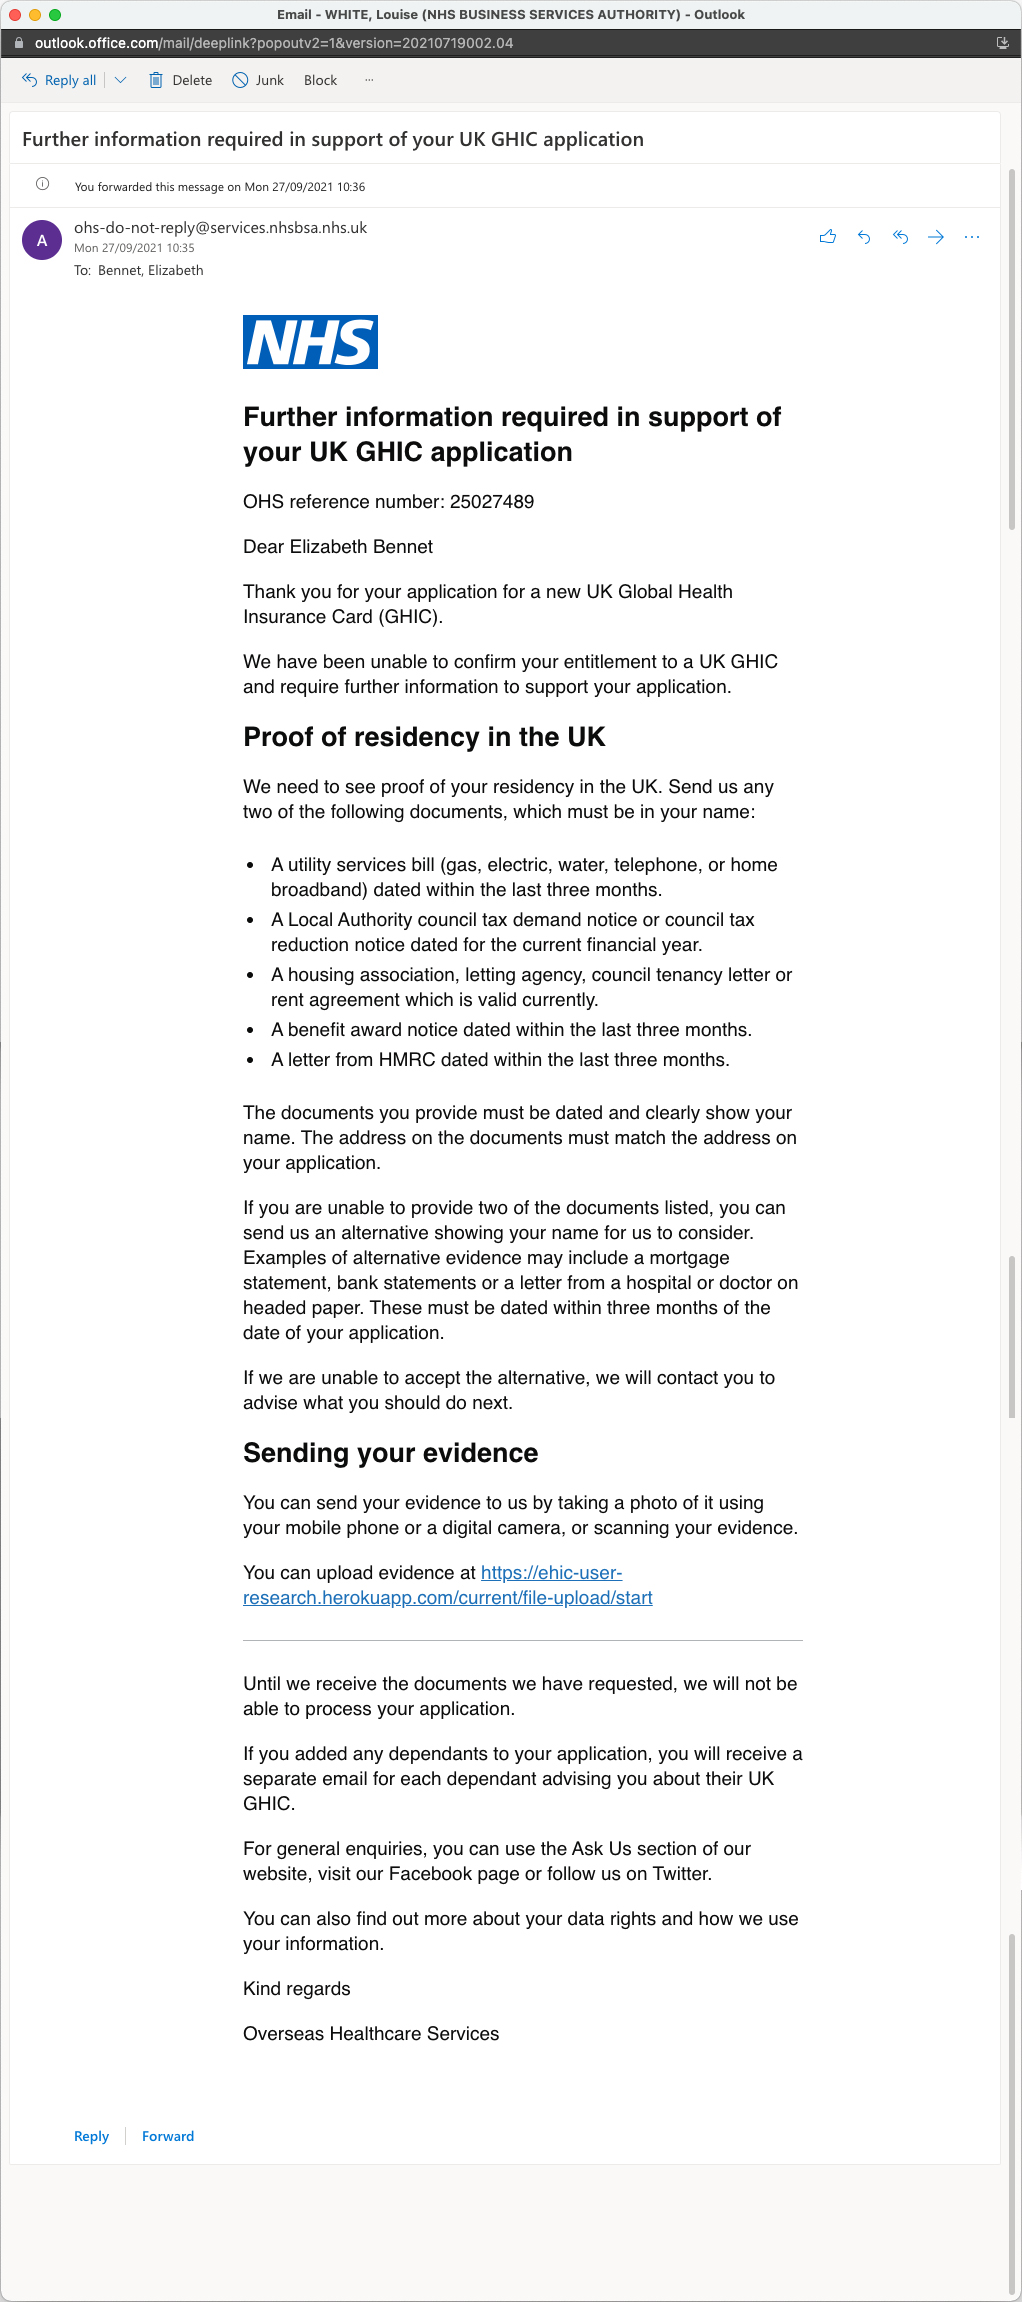 Email - WHITE, Louise (NHS BUSINESS SERVICES AUTHORITY) - Outlook
outlook.office.com/mail/deeplink?popoutv2=1&version=20210719002.04
Reply all Delete Junk Block ...
Further information required in support of your UK GHIC application
You forwarded this message on Mon 27/09/2021 10:36
A
ohs-do-not-reply@services.nhsbsa.nhs.uk
Mon 27/09/2021 10:35
To: Bennet, Elizabeth
NHS
Further information required in support of
your UK GHIC application
OHS reference number: 25027489
Dear Elizabeth Bennet
Thank you for your application for a new UK Global Health
Insurance Card (GHIC).
We have been unable to confirm your entitlement to a UK GHIC
and require further information to support your application.
Proof of residency in the UK
We need to see proof of your residency in the UK. Send us any
two of the following documents, which must be in your name:
• A utility services bill (gas, electric, water, telephone, or home
broadband) dated within the last three months.
• A Local Authority council tax demand notice or council tax
reduction notice dated for the current financial year.
• A housing association, letting agency, council tenancy letter or
rent agreement which is valid currently.
• A benefit award notice dated within the last three months.
• A letter from HMRC dated within the last three months.
The documents you provide must be dated and clearly show your
name. The address on the documents must match the address on
your application.
If you are unable to provide two of the documents listed, you can
send us an alternative showing your name for us to consider.
Examples of alternative evidence may include a mortgage
statement, bank statements or a letter from a hospital or doctor on
headed paper. These must be dated within three months of the
date of your application.
If we are unable to accept the alternative, we will contact you to
advise what you should do next.
Sending your evidence
You can send your evidence to us by taking a photo of it using
your mobile phone or a digital camera, or scanning your evidence.
You can upload evidence at https://ehic-user-
research.herokuapp.com/current/file-upload/start
Until we receive the documents we have requested, we will not be
able to process your application.
If you added any dependants to your application, you will receive a
separate email for each dependant advising you about their UK
GHIC.
For general enquiries, you can use the Ask Us section of our
website, visit our Facebook page or follow us on Twitter.
You can also find out more about your data rights and how we use
your information.
Kind regards
Overseas Healthcare Services
Reply Forward